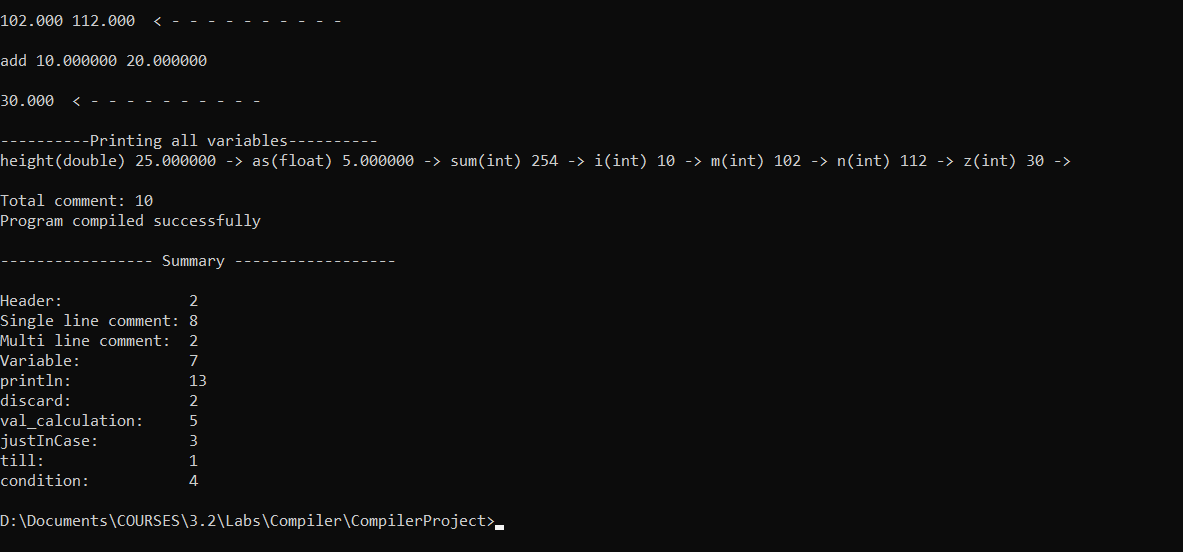 102.000 112.000  < - - - - - - - - - - -
add 10.000000 20.000000
30.000  < - - - - - - - - - - -
----------Printing all variables----------
height(double) 25.000000 -> as(float) 5.000000 -> sum(int) 254 -> i(int) 10 -> m(int) 102 -> n(int) 112 -> z(int) 30 ->
Total comment: 10
Program compiled successfully
----------------- Summary ------------------
Header:              2
Single line comment: 8
Multi line comment:  2
Variable:            7
println:             13
discard:             2
val_calculation:     5
justInCase:          3
till:                1
condition:           4
D:\Documents\COURSES\3.2\Labs\Compiler\CompilerProject>